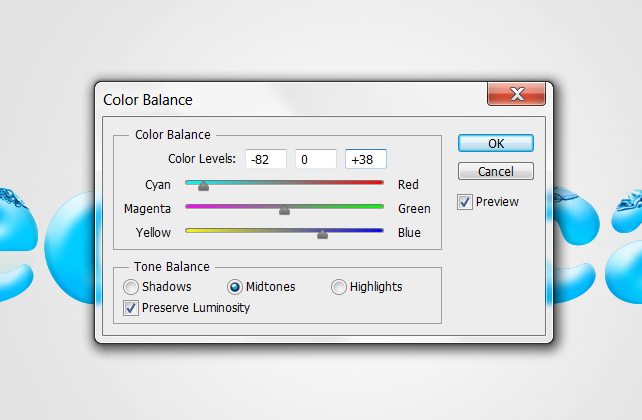 Color Balance
Color Balance
Color Levels: -82 0 +38
Cyan Red
Magenta Green
Yellow Blue
Tone Balance
Shadows Midtones Highlights
Preserve Luminosity
OK
Cancel
Preview